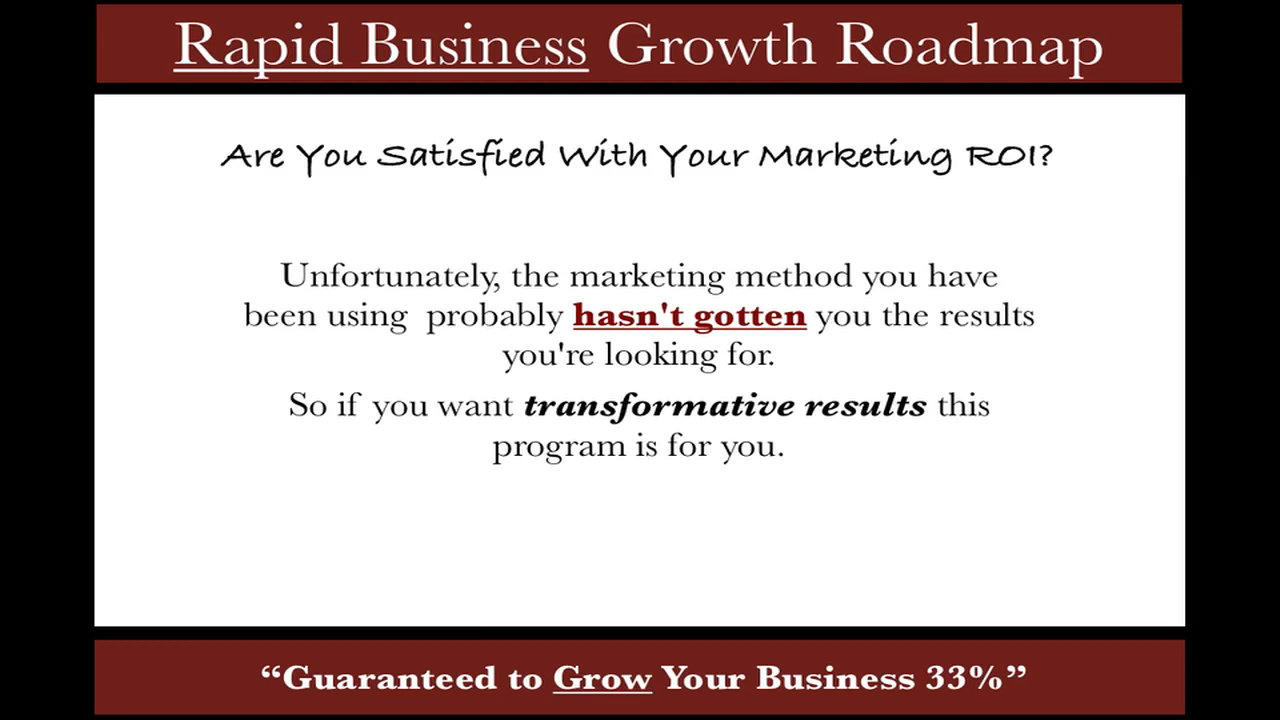 Rapid Business Growth Roadmap
Are You Satisfied With Your Marketing ROI?
Unfortunately, the marketing method you have
been using probably hasn't gotten you the results
you're looking for.
So if you want transformative results this
program is for you.
“Guaranteed to Grow Your Business 33%”